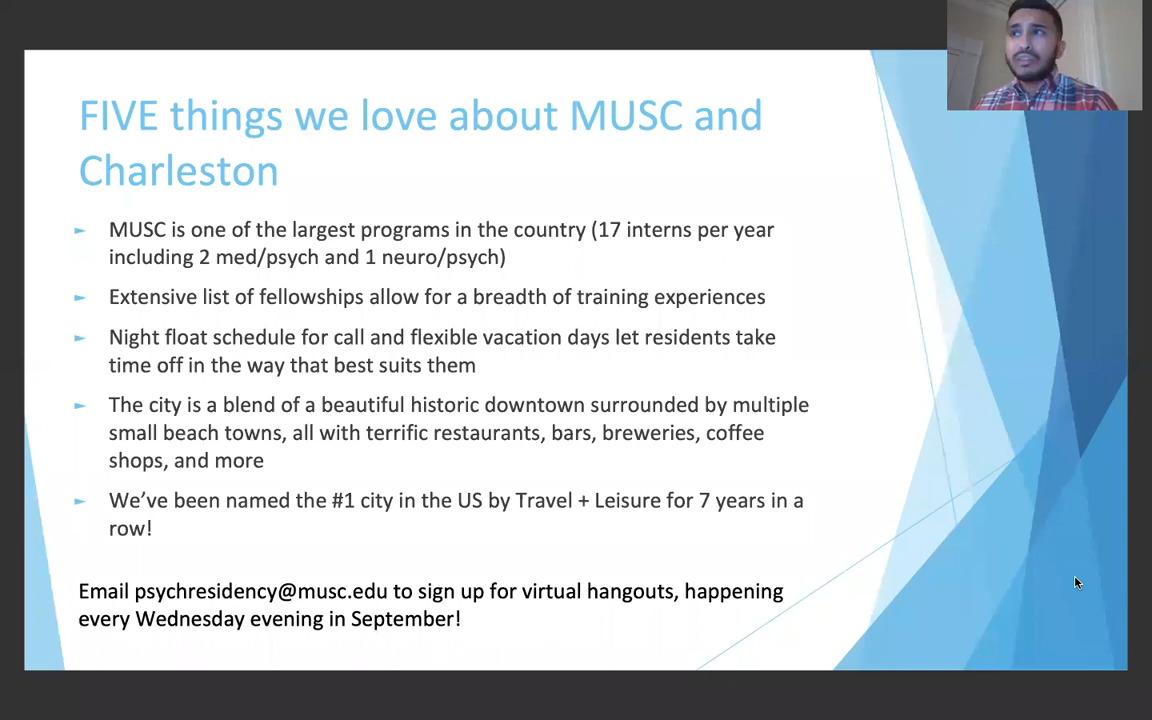 FIVE things we love about MUSC and
Charleston
► MUSC is one of the largest programs in the country (17 interns per year
including 2 med/psych and 1 neuro/psych)
► Extensive list of fellowships allow for a breadth of training experiences
► Night float schedule for call and flexible vacation days let residents take
time off in the way that best suits them
► The city is a blend of a beautiful historic downtown surrounded by multiple
small beach towns, all with terrific restaurants, bars, breweries, coffee
shops, and more
► We’ve been named the #1 city in the US by Travel + Leisure for 7 years in a
row!
Email psychresidency@musc.edu to sign up for virtual hangouts, happening
every Wednesday evening in September!